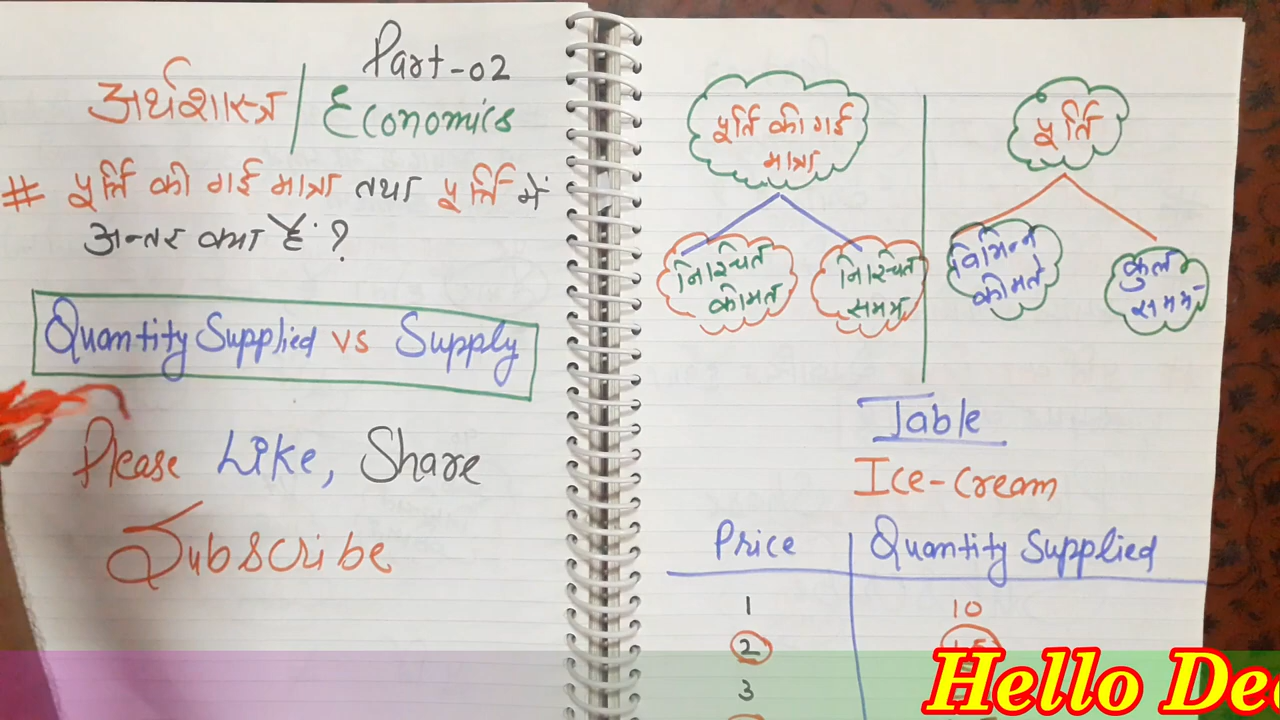 Part-02
अर्थशास्त्र / Economics
# पूर्ति की गई मात्रा तथा पूर्ति में
अन्तर क्या है ?
Quantity Supplied vs Supply
Please Like, Share
Subscribe
पूर्ति की गई
मात्रा
निश्चित
कीमत
निश्चित
समय
पूर्ति
विभिन्न
कीमतें
कुल
समय
Table
Ice-Cream
Price Quantity Supplied
1 10
2
3
Hello